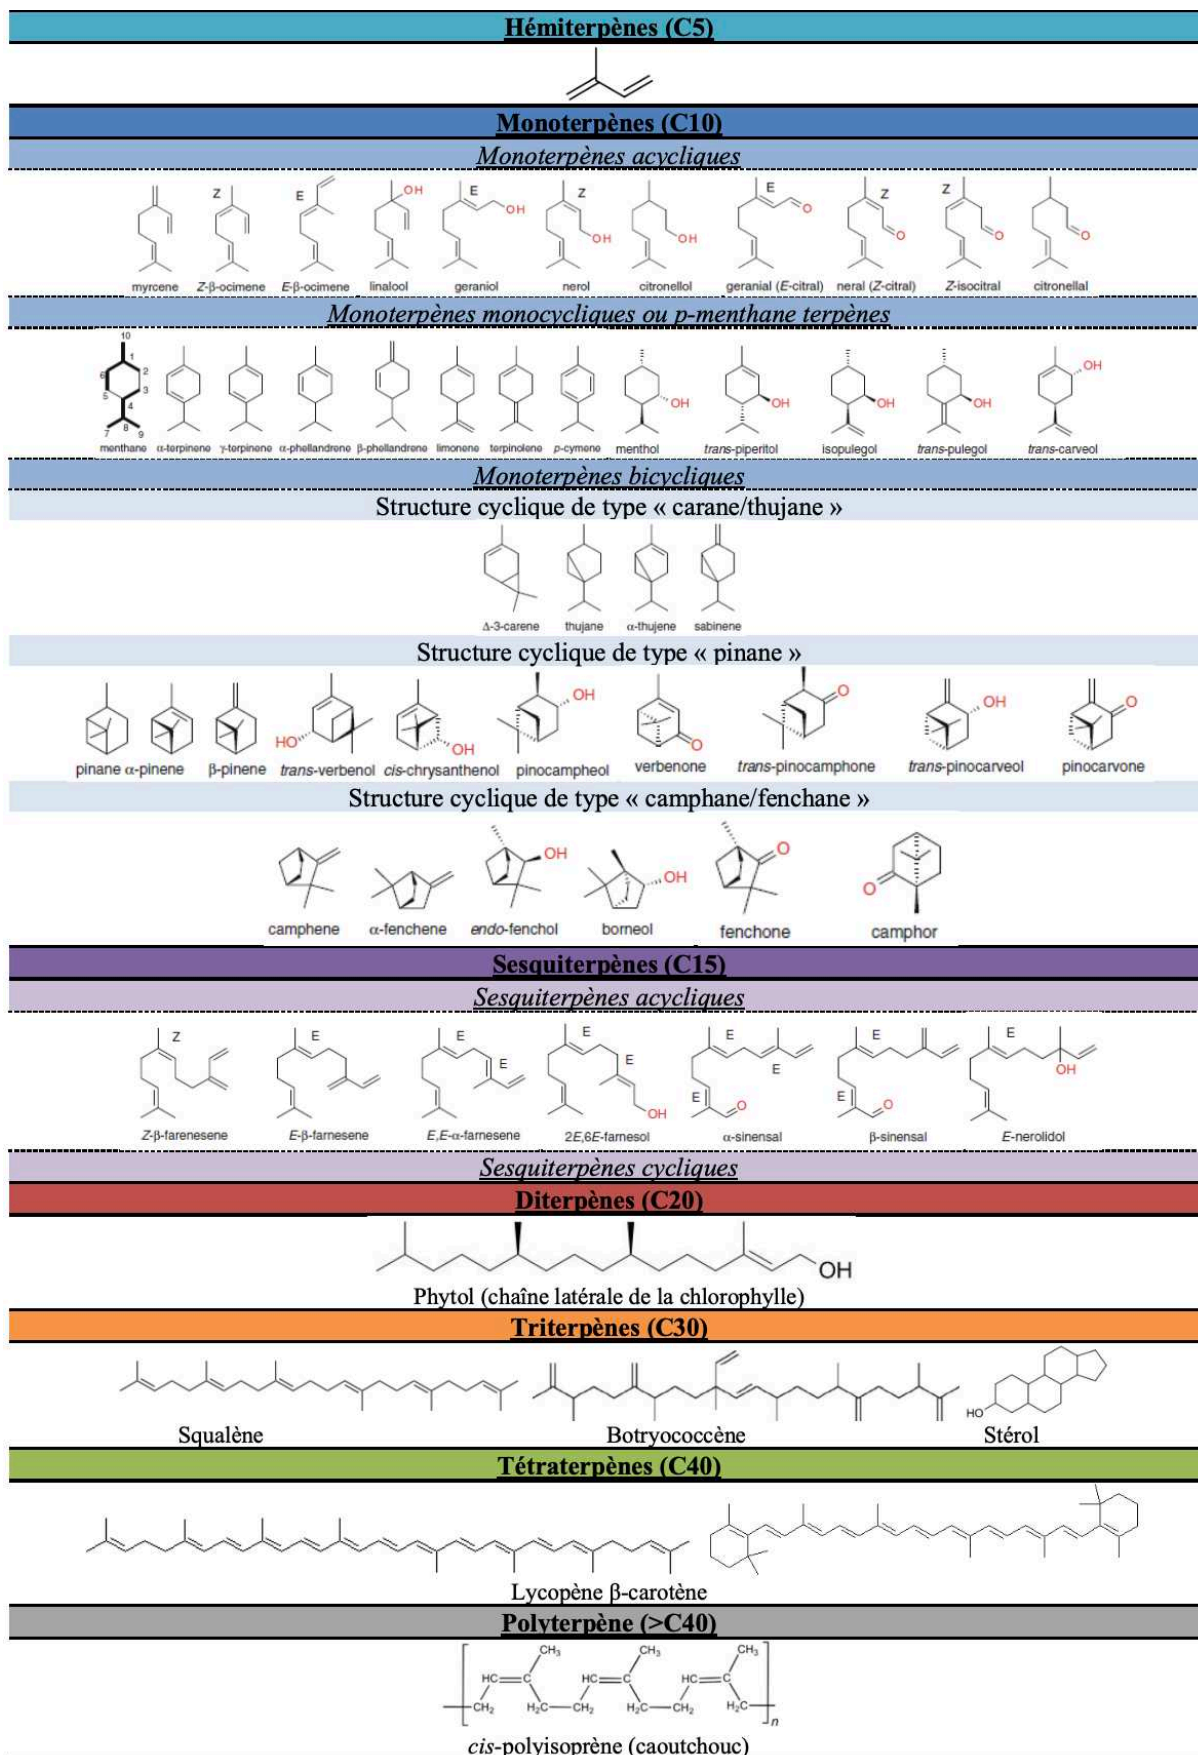 Hémiterpènes (C5)
Monoterpènes (C10)
Monoterpènes acycliques
Z E OH E OH Z OH OH E O Z O Z O O
myrcene Z-β-ocimene E-β-ocimene linalool geraniol nerol citronellol geranial (E-citral) neral (Z-citral) Z-isocitral citronellal
Monoterpènes monocycliques ou p-menthane terpènes
10 1 2 3 4 5 6 7 8 9 OH OH OH OH OH
menthane α-terpinene γ-terpinene α-phellandrene β-phellandrene limonene terpinolene p-cymene menthol trans-piperitol isopulegol trans-pulegol trans-carveol
Monoterpènes bicycliques
Structure cyclique de type « carane/thujane »
Δ-3-carene thujane α-thujene sabinene
Structure cyclique de type « pinane »
HO OH OH O O OH O
pinane α-pinene β-pinene trans-verbenol cis-chrysanthenol pinocampheol verbenone trans-pinocamphone trans-pinocarveol pinocarvone
Structure cyclique de type « camphane/fenchane »
OH OH O O
camphene α-fenchene endo-fenchol borneol fenchone camphor
Sesquiterpènes (C15)
Sesquiterpènes acycliques
Z E E E E E OH E E E O E E O E OH
Z-β-farenesene E-β-farnesene E,E-α-farnesene 2E,6E-farnesol α-sinensal β-sinensal E-nerolidol
Sesquiterpènes cycliques
Diterpènes (C20)
OH
Phytol (chaîne latérale de la chlorophylle)
Triterpènes (C30)
HO
Squalène Botryococcène Stérol
Tétraterpènes (C40)
Lycopène β-carotène
Polyterpène (>C40)
CH3 CH3 CH3
HC C HC C HC C
CH2 H2C CH2 H2C CH2 H2C n
cis-polyisoprène (caoutchouc)